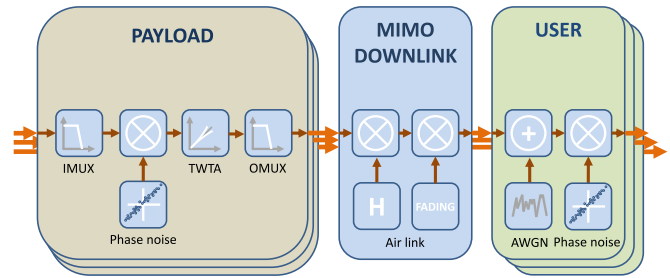 PAYLOAD
MIMO
DOWNLINK
USER
IMUX
TWTA
OMUX
Phase noise
H
FADING
Air link
AWGN
Phase noise